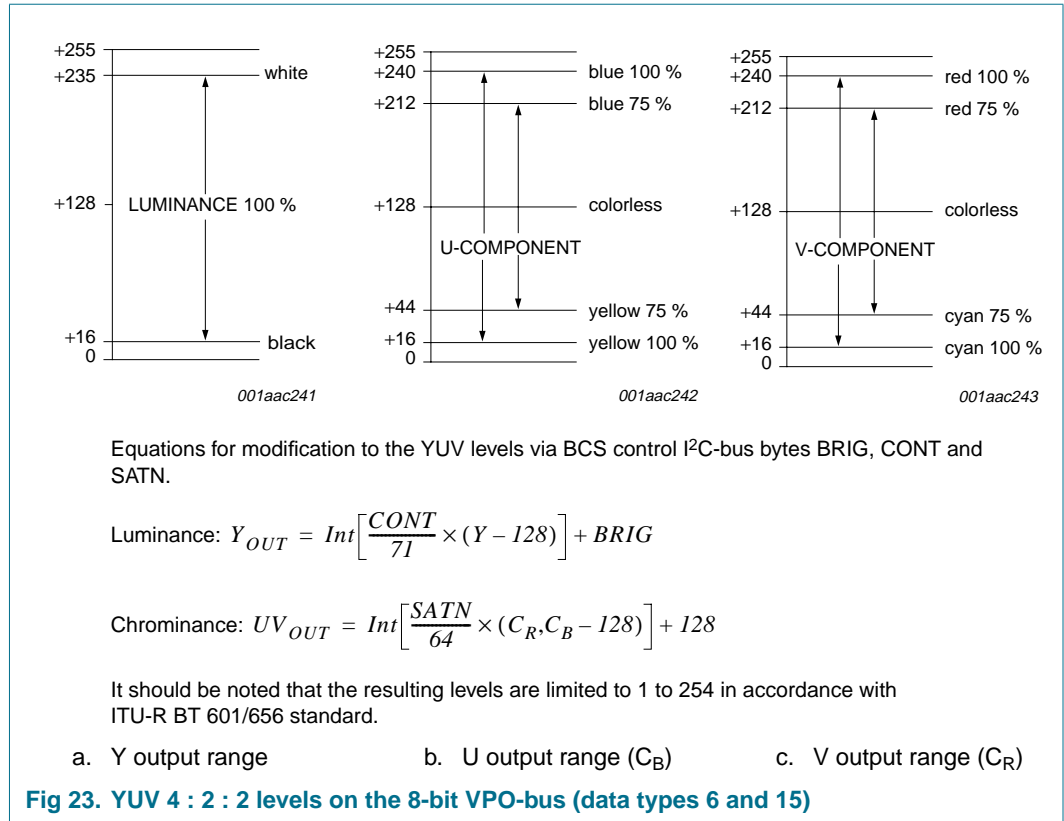 +255
+235
white
+128
LUMINANCE 100 %
+16
black
0
001aac241
+255
+240
blue 100 %
+212
blue 75 %
+128
colorless
U-COMPONENT
+44
yellow 75 %
+16
yellow 100 %
0
001aac242
+255
+240
red 100 %
+212
red 75 %
+128
colorless
V-COMPONENT
+44
cyan 75 %
+16
cyan 100 %
0
001aac243
Equations for modification to the YUV levels via BCS control I²C-bus bytes BRIG, CONT and
SATN.
Luminance: Y_OUT = Int[CONT/71 × (Y – 128)] + BRIG
Chrominance: UV_OUT = Int[SATN/64 × (C_R,C_B – 128)] + 128
It should be noted that the resulting levels are limited to 1 to 254 in accordance with
ITU-R BT 601/656 standard.
a. Y output range b. U output range (C_B) c. V output range (C_R)
Fig 23. YUV 4 : 2 : 2 levels on the 8-bit VPO-bus (data types 6 and 15)